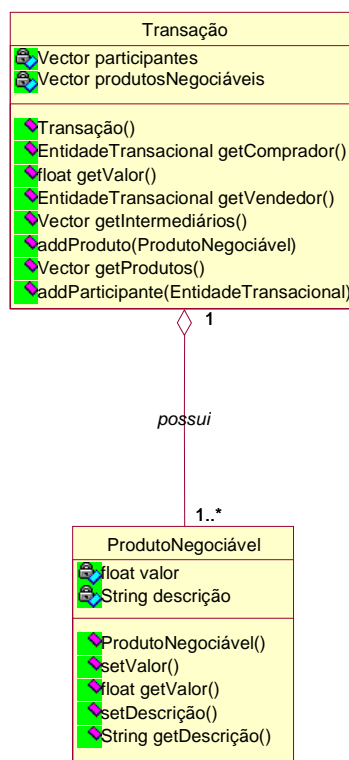 Transação
Vector participantes
Vector produtosNegociáveis
Transação()
EntidadeTransacional getComprador()
float getValor()
EntidadeTransacional getVendedor()
Vector getIntermediários()
addProduto(ProdutoNegociável)
Vector getProdutos()
addParticipante(EntidadeTransacional)
1
possui
1..*
ProdutoNegociável
float valor
String descrição
ProdutoNegociável()
setValor()
float getValor()
setDescrição()
String getDescrição()